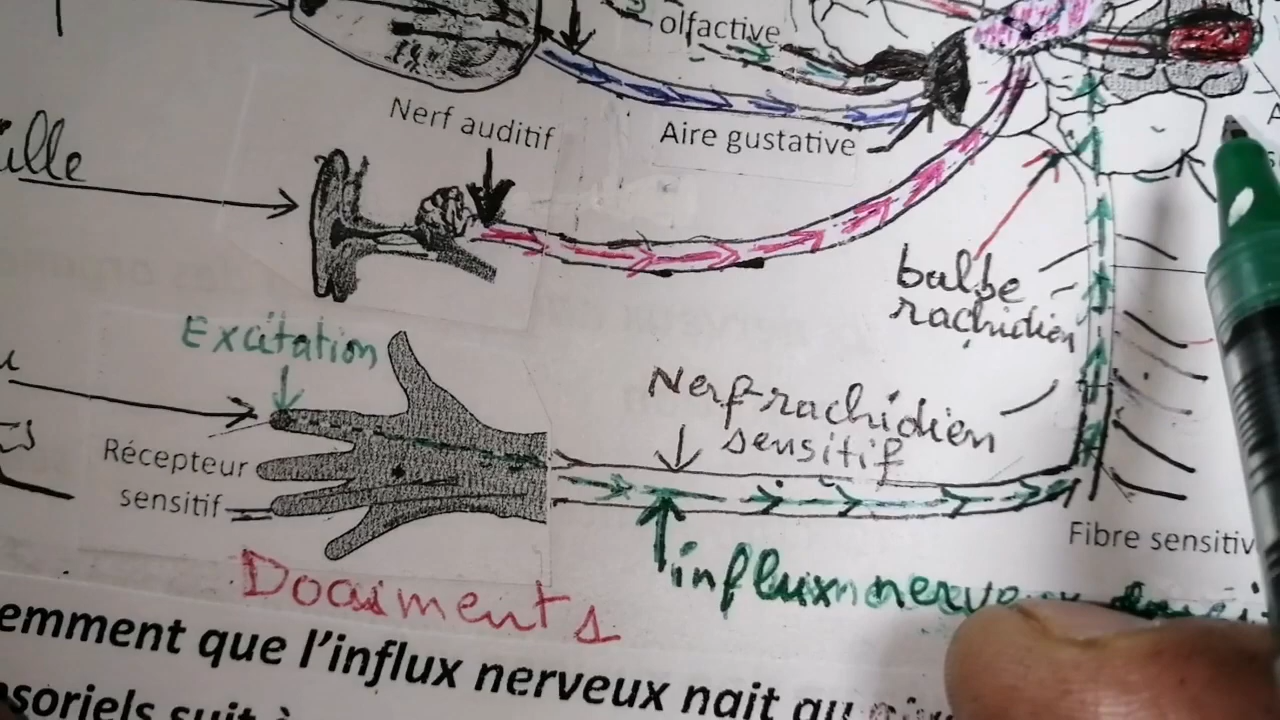 olfactive
Nerf auditif
Aire gustative
bulbe
rachidien
Excitation
Nerf rachidien
sensitif
Récepteur
sensitif
Fibre sensitiv
influx nerveux
Documents
emment que l'influx nerveux nait au
soriels suit à